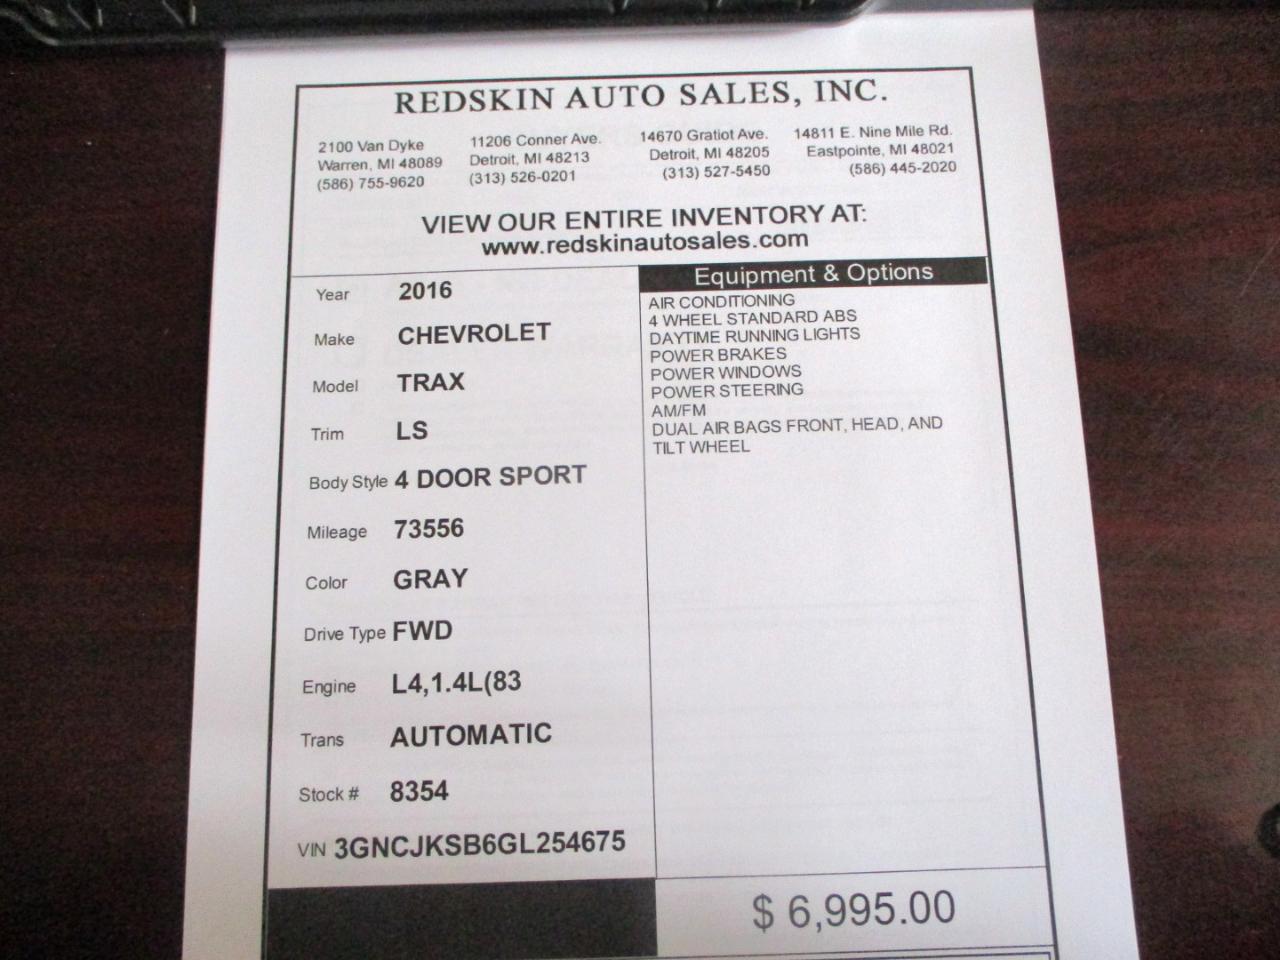 REDSKIN AUTO SALES, INC.
2100 Van Dyke
Warren, MI 48089
(586) 755-9620
11206 Conner Ave.
Detroit, MI 48213
(313) 526-0201
14670 Gratiot Ave.
Detroit, MI 48205
(313) 527-5450
14811 E. Nine Mile Rd.
Eastpointe, MI 48021
(586) 445-2020
VIEW OUR ENTIRE INVENTORY AT:
www.redskinautosales.com
Year 2016
Make CHEVROLET
Model TRAX
Trim LS
Body Style 4 DOOR SPORT
Mileage 73556
Color GRAY
Drive Type FWD
Engine L4,1.4L(83
Trans AUTOMATIC
Stock # 8354
VIN 3GNCJKSB6GL254675
Equipment & Options
AIR CONDITIONING
4 WHEEL STANDARD ABS
DAYTIME RUNNING LIGHTS
POWER BRAKES
POWER WINDOWS
POWER STEERING
AM/FM
DUAL AIR BAGS FRONT, HEAD, AND
TILT WHEEL
$ 6,995.00